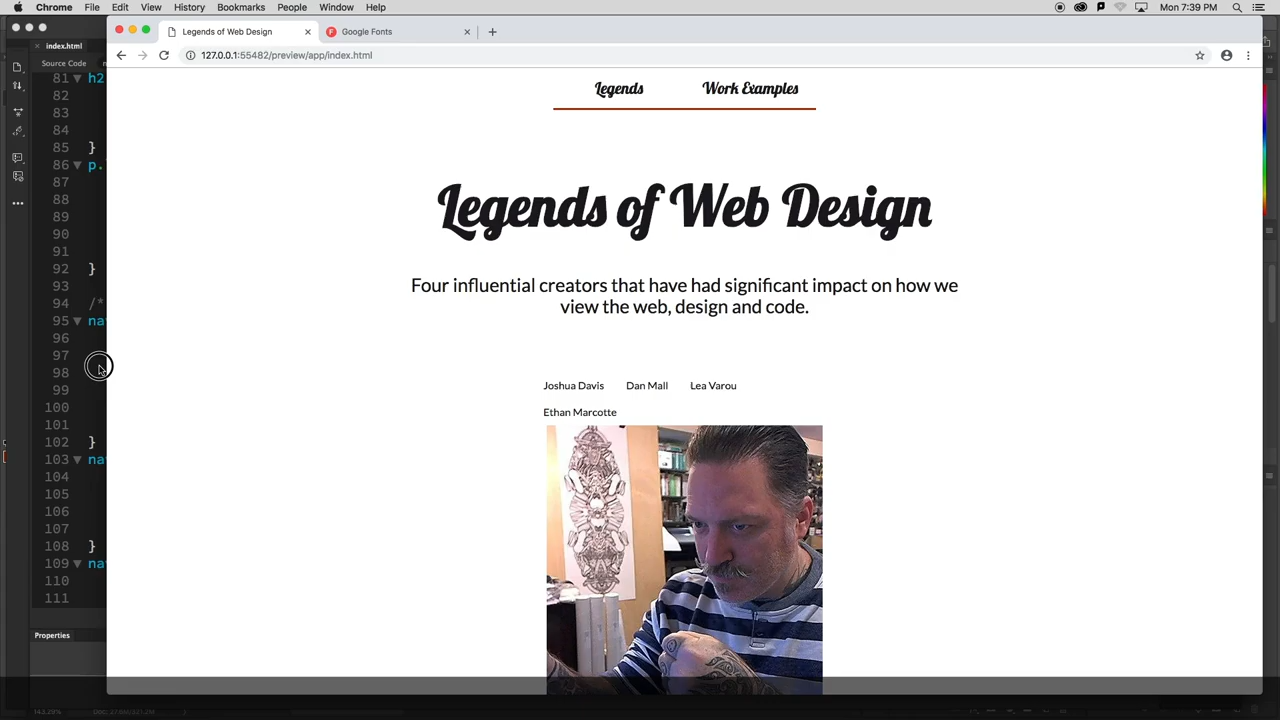 Chrome File Edit View History Bookmarks People Window Help Mon 7:39 PM
Legends of Web Design Google Fonts
index.html
127.0.0.1:55482/preview/app/index.html
Source Code
Legends Work Examples
81 h2
82
83
84
85 }
86 p.
87
88
89
90
91
92 }
93
94 /*
95 na
96
97
98
99
100
101
102 }
103 na
104
105
106
107
108 }
109 na
110
111
Legends of Web Design
Four influential creators that have had significant impact on how we
view the web, design and code.
Joshua Davis Dan Mall Lea Varou
Ethan Marcotte
Properties